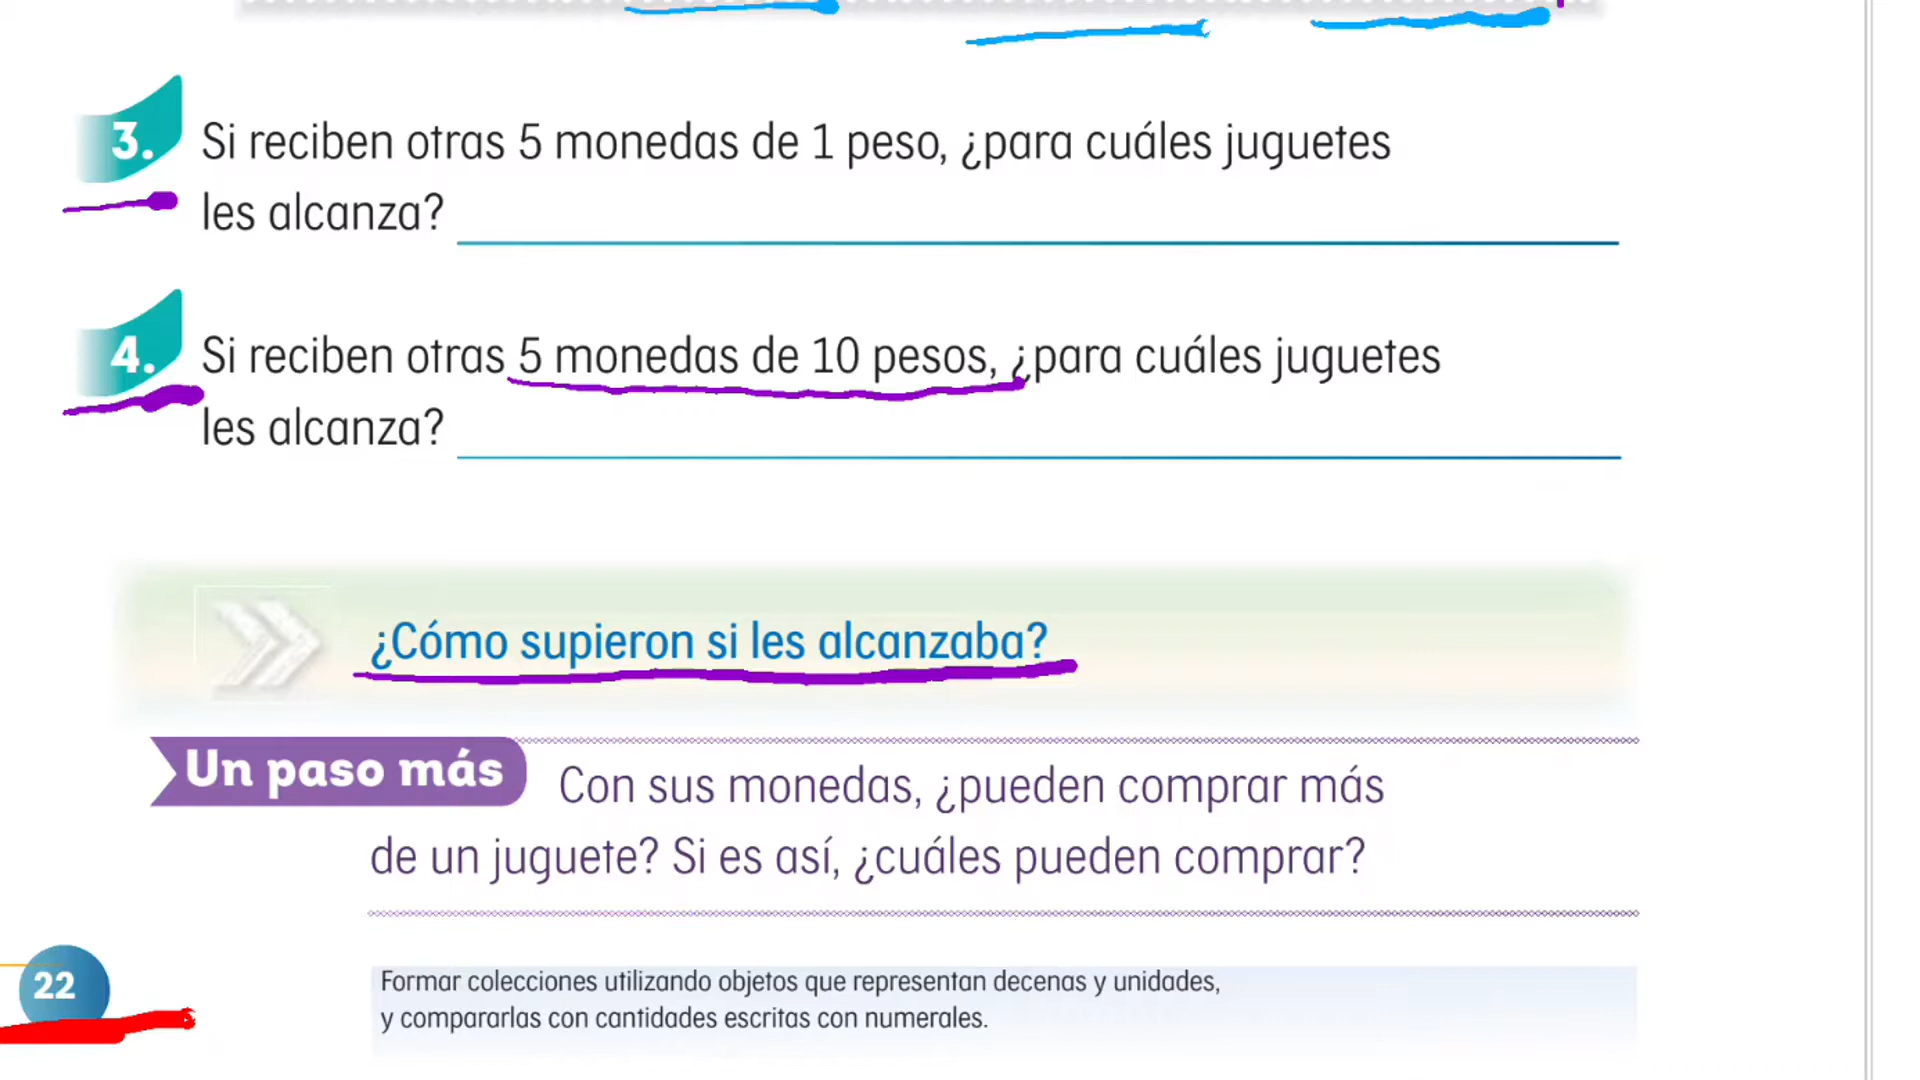 3. Si reciben otras 5 monedas de 1 peso, ¿para cuáles juguetes
les alcanza?
4. Si reciben otras 5 monedas de 10 pesos, ¿para cuáles juguetes
les alcanza?
¿Cómo supieron si les alcanzaba?
Un paso más Con sus monedas, ¿pueden comprar más
de un juguete? Si es así, ¿cuáles pueden comprar?
22
Formar colecciones utilizando objetos que representan decenas y unidades,
y compararlas con cantidades escritas con numerales.